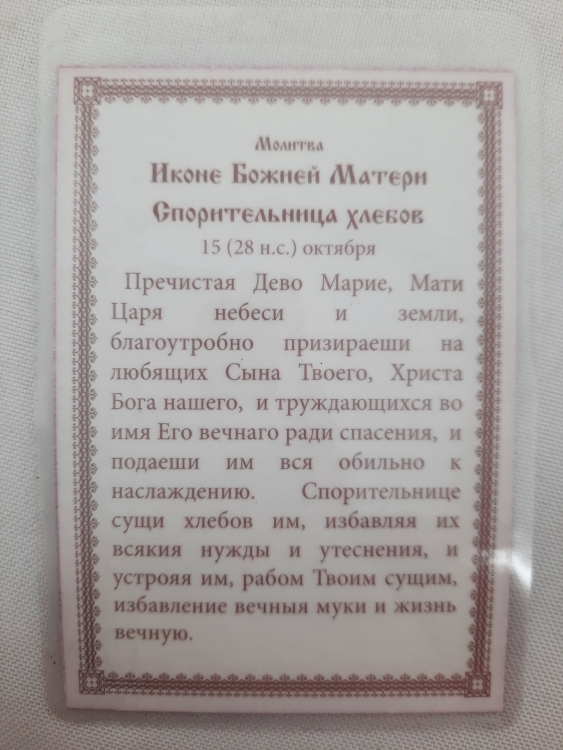 Молитва
Иконе Божией Матери
Спорительница хлебов
15 (28 н.с.) октября
Пречистая Дево Марие, Мати
Царя небеси и земли,
благоутробно призираеши на
любящих Сына Твоего, Христа
Бога нашего, и труждающихся во
имя Его вечнаго ради спасения, и
подаеши им вся обильно к
наслаждению. Спорительнице
сущи хлебов им, избавляя их
всякия нужды и утеснения, и
устрояя им, рабом Твоим сущим,
избавление вечныя муки и жизнь
вечную.